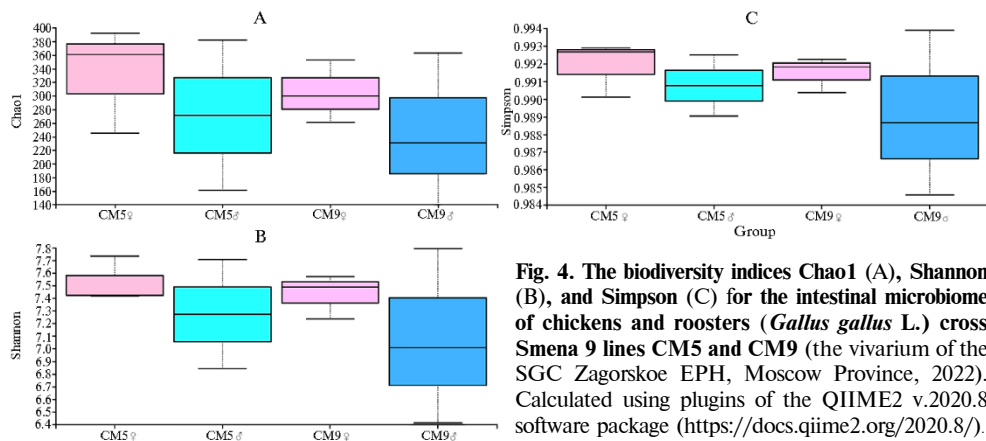 A
400
380
360
340
320
300
280
260
240
220
200
180
160
140
Chao1
CM5♀ CM5♂ CM9♀ CM9♂
C
0.994
0.993
0.992
0.991
0.990
0.989
0.988
0.987
0.986
0.985
0.984
Simpson
CM5♀ CM5♂ CM9♀ CM9♂
Group
B
7.8
7.7
7.6
7.5
7.4
7.3
7.2
7.1
7.0
6.9
6.8
6.7
6.6
6.5
6.4
Shannon
CM5♀ CM5♂ CM9♀ CM9♂
Fig. 4. The biodiversity indices Chao1 (A), Shannon
(B), and Simpson (C) for the intestinal microbiome
of chickens and roosters (Gallus gallus L.) cross
Smena 9 lines CM5 and CM9 (the vivarium of the
SGC Zagorskoe EPH, Moscow Province, 2022).
Calculated using plugins of the QIIME2 v.2020.8
software package (https://docs.qiime2.org/2020.8/).